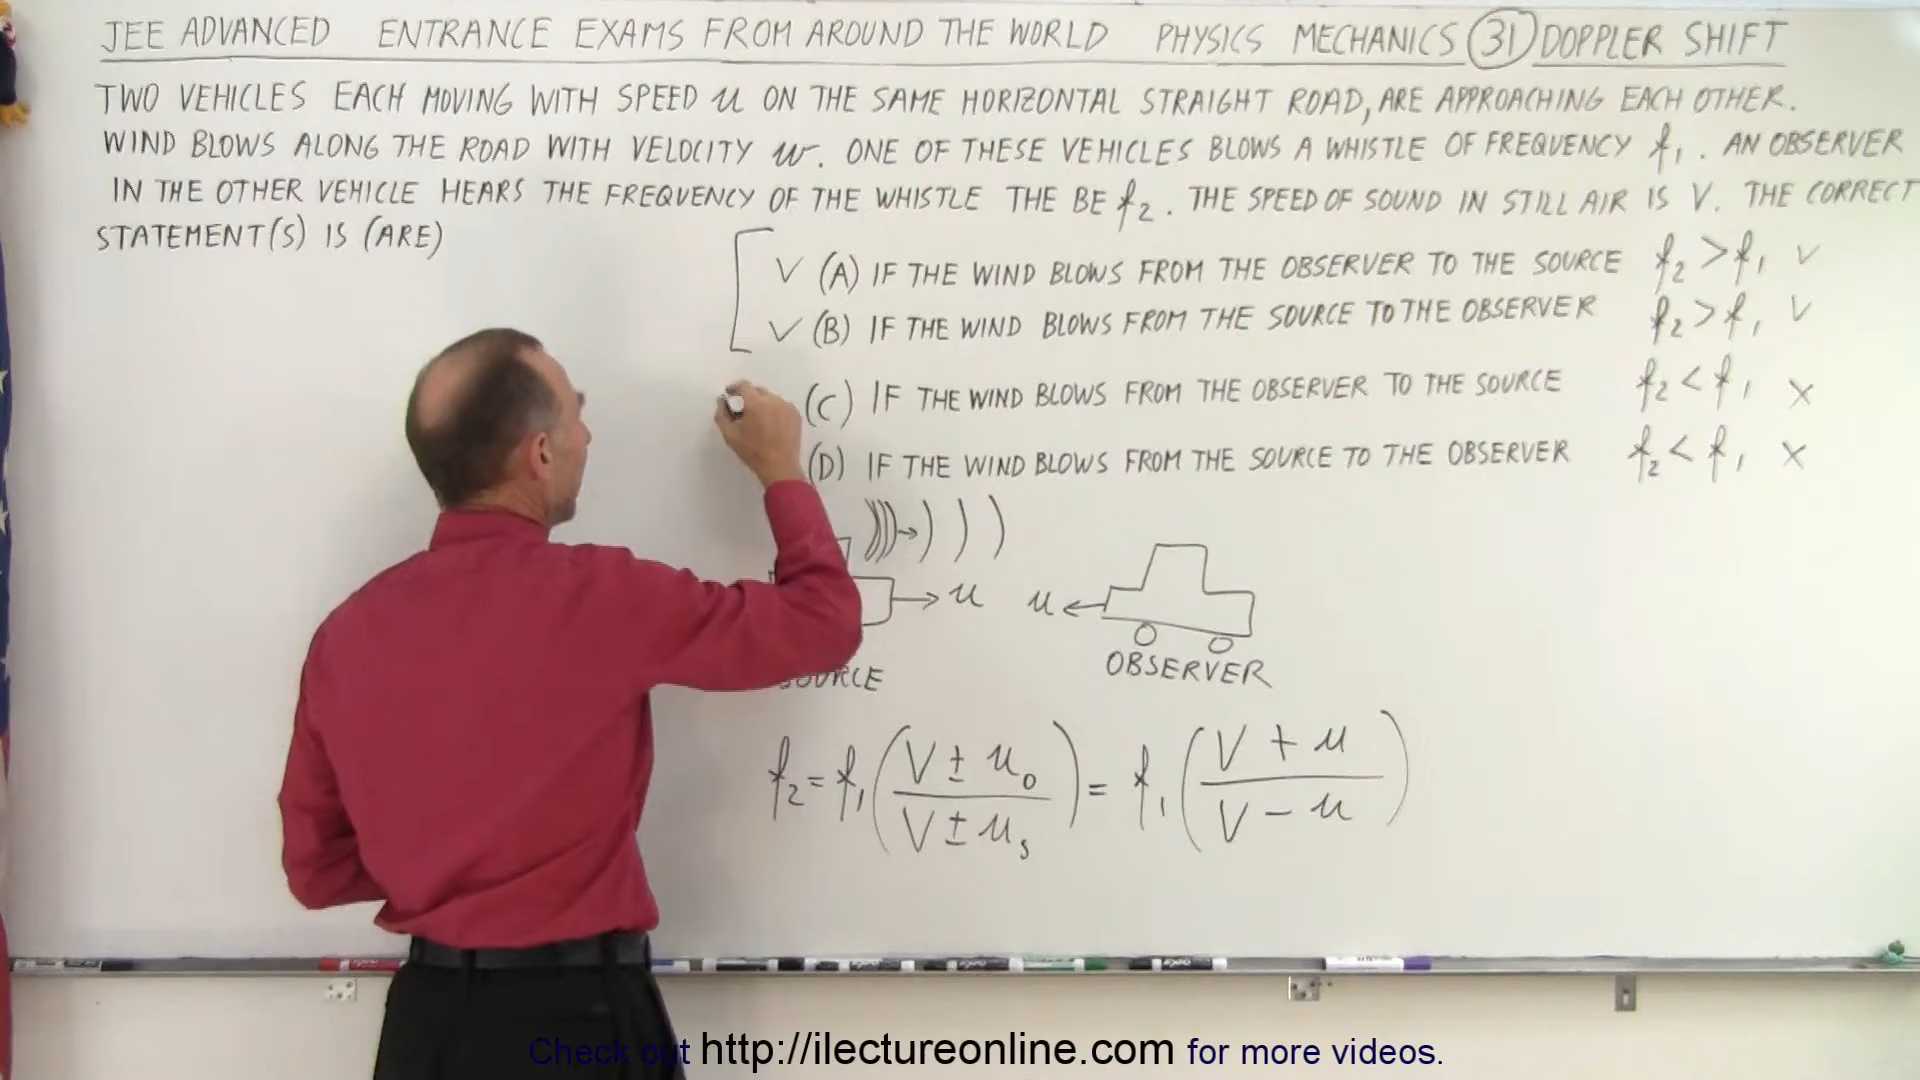 JEE ADVANCED ENTRANCE EXAMS FROM AROUND THE WORLD PHYSICS MECHANICS 31 DOPPLER SHIFT
TWO VEHICLES EACH MOVING WITH SPEED u ON THE SAME HORIZONTAL STRAIGHT ROAD, ARE APPROACHING EACH OTHER.
WIND BLOWS ALONG THE ROAD WITH VELOCITY w. ONE OF THESE VEHICLES BLOWS A WHISTLE OF FREQUENCY f₁. AN OBSERVER
IN THE OTHER VEHICLE HEARS THE FREQUENCY OF THE WHISTLE THE BE f₂. THE SPEED OF SOUND IN STILL AIR IS V. THE CORRECT
STATEMENT(S) IS (ARE)
V (A) IF THE WIND BLOWS FROM THE OBSERVER TO THE SOURCE f₂ > f₁ V
V (B) IF THE WIND BLOWS FROM THE SOURCE TO THE OBSERVER f₂ > f₁ V
(C) IF THE WIND BLOWS FROM THE OBSERVER TO THE SOURCE f₂ < f₁ X
(D) IF THE WIND BLOWS FROM THE SOURCE TO THE OBSERVER f₂ < f₁ X
u u
SOURCE OBSERVER
f₂ = f₁ ( (V ± u₀) / (V ± uₛ) ) = f₁ ( (V + u) / (V - u) )
Check out http://ilectureonline.com for more videos.